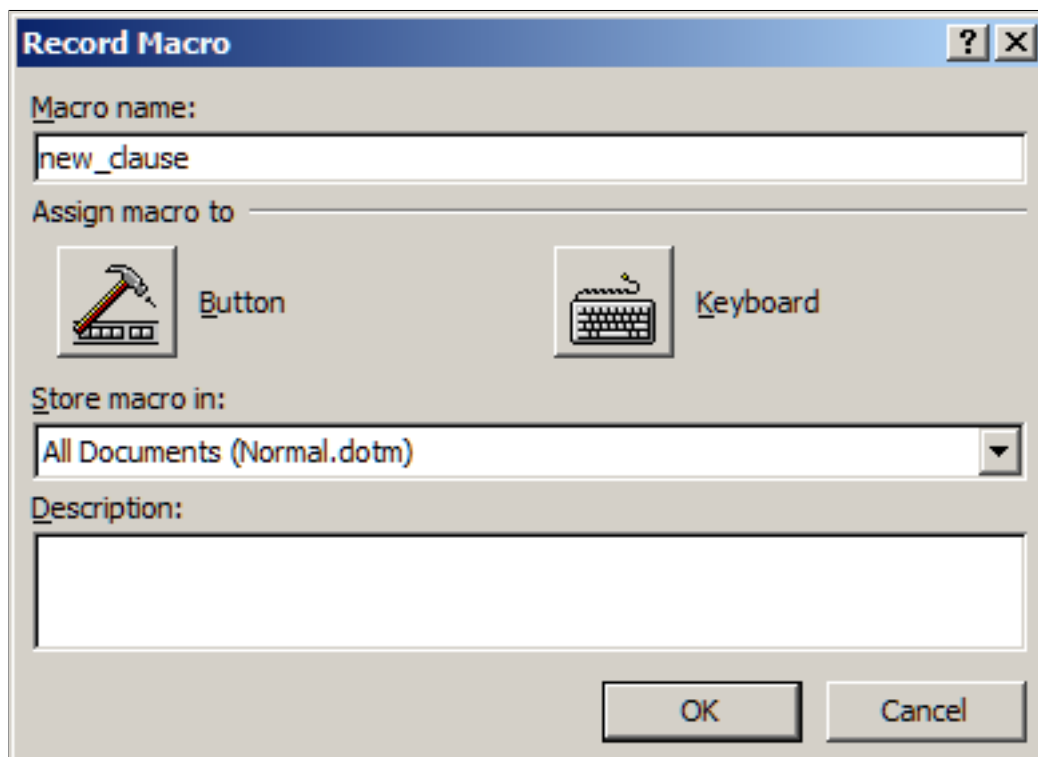 Record Macro
Macro name:
new_clause
Assign macro to
Button
Keyboard
Store macro in:
All Documents (Normal.dotm)
Description:
OK
Cancel